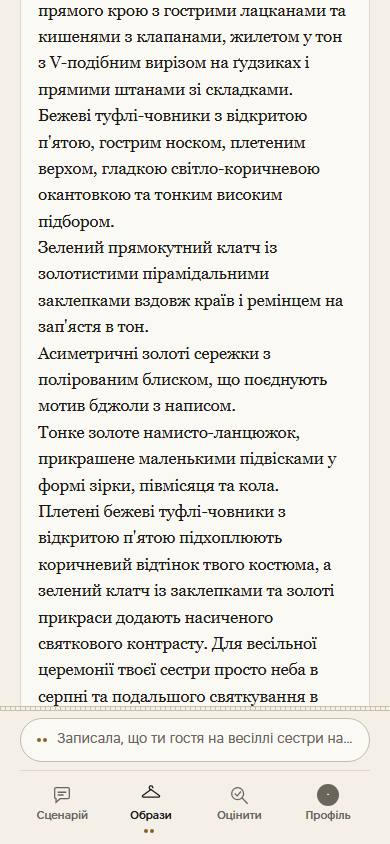 прямого крою з гострими лацканами та
кишенями з клапанами, жилетом у тон
з V-подібним вирізом на ґудзиках і
прямими штанами зі складками.
Бежеві туфлі-човники з відкритою
п'ятою, гострим носком, плетеним
верхом, гладкою світло-коричневою
окантовкою та тонким високим
підбором.
Зелений прямокутний клатч із
золотистими пірамідальними
заклепками вздовж країв і ремінцем на
зап'ястя в тон.
Асиметричні золоті сережки з
полірованим блиском, що поєднують
мотив бджоли з написом.
Тонке золоте намисто-ланцюжок,
прикрашене маленькими підвісками у
формі зірки, півмісяця та кола.
Плетені бежеві туфлі-човники з
відкритою п'ятою підхоплюють
коричневий відтінок твого костюма, а
зелений клатч із заклепками та золоті
прикраси додають насиченого
святкового контрасту. Для весільної
церемонії твоєї сестри просто неба в
серпні та подальшого святкування в
Записала, що ти гостя на весіллі сестри на...
Сценарій
Образи
Оцінити
Профіль